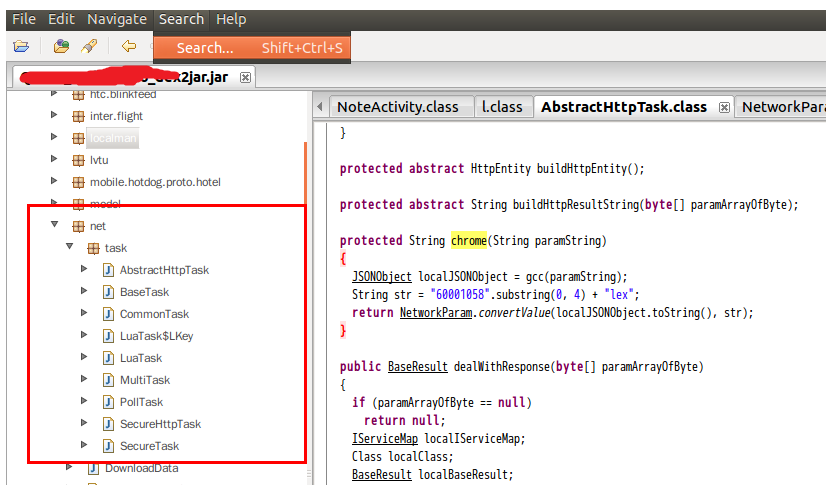 File Edit Navigate Search Help
Search... Shift+Ctrl+S
dex2jar.jar
NoteActivity.class l.class AbstractHttpTask.class NetworkPara
htc.blinkfeed
inter.flight
localman
lvtu
mobile.hotdog.proto.hotel
model
net
task
AbstractHttpTask
BaseTask
CommonTask
LuaTask$LKey
LuaTask
MultiTask
PollTask
SecureHttpTask
SecureTask
DownloadData
}
protected abstract HttpEntity buildHttpEntity();
protected abstract String buildHttpResultString(byte[] paramArrayOfByte);
protected String chrome(String paramString)
{
JSONObject localJSONObject = gcc(paramString);
String str = "60001058".substring(0, 4) + "lex";
return NetworkParam.convertValue(localJSONObject.toString(), str);
}
public BaseResult dealWithResponse(byte[] paramArrayOfByte)
{
if (paramArrayOfByte == null)
return null;
IServiceMap localIServiceMap;
Class localClass;
BaseResult localBaseResult;